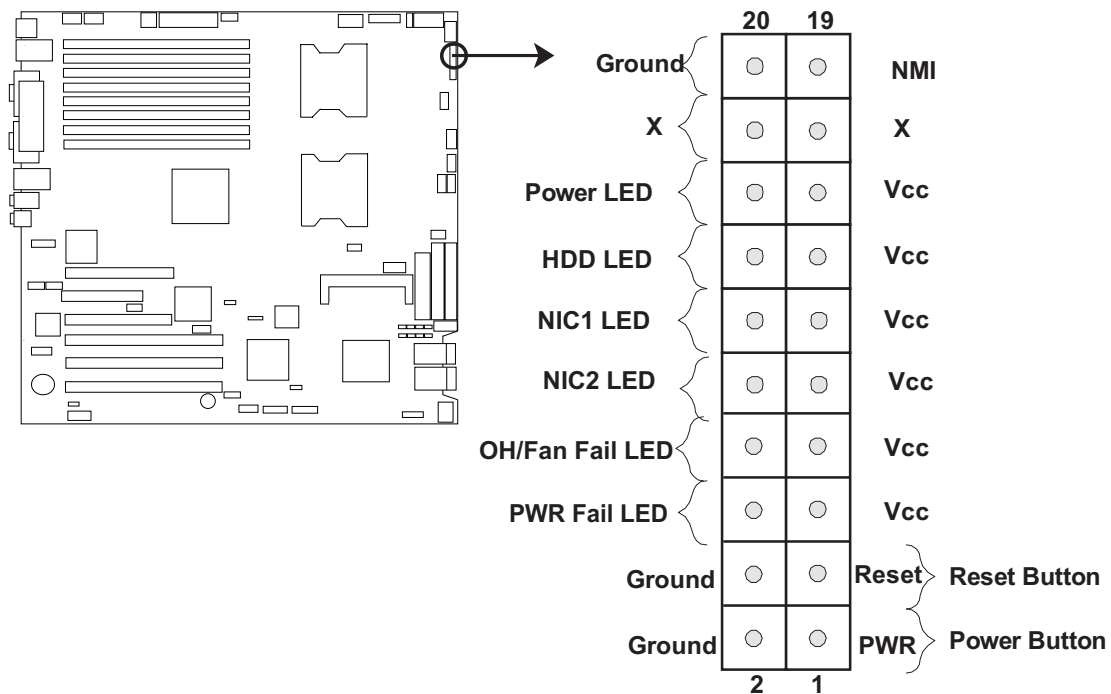 20 19
Ground NMI
X X
Power LED Vcc
HDD LED Vcc
NIC1 LED Vcc
NIC2 LED Vcc
OH/Fan Fail LED Vcc
PWR Fail LED Vcc
Ground Reset Reset Button
Ground PWR Power Button
2 1